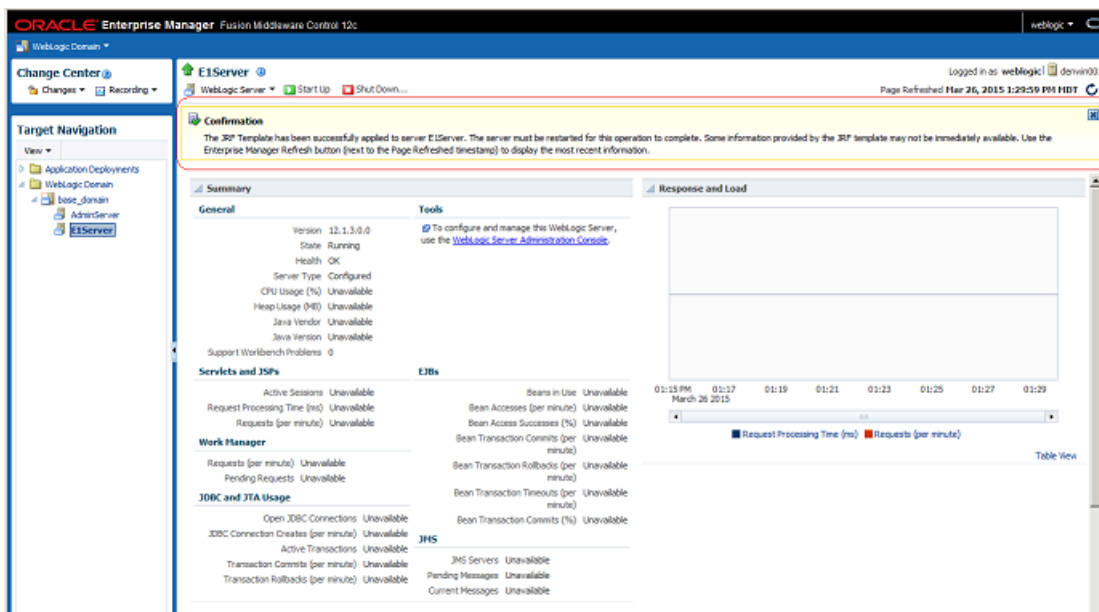 ORACLE Enterprise Manager Fusion Middleware Control 12c
weblogic
WebLogic Domain
Change Center
Changes
Recording
Target Navigation
View
Application Deployments
WebLogic Domain
base_domain
AdminServer
E1Server
E1Server
Logged in as weblogic
WebLogic Server
Start Up
Shut Down...
Page Refreshed Mar 26, 2015 1:29:59 PM MDT
Confirmation
The JRF Template has been successfully applied to server E1Server. The server must be restarted for this operation to complete. Some information provided by the JRF template may not be immediately available. Use the
Enterprise Manager Refresh button (next to the Page Refreshed timestamp) to display the most recent information.
Summary
General
Version 12.1.3.0.0
State Running
Health OK
Server Type Configured
CPU Usage (%) Unavailable
Heap Usage (MB) Unavailable
Java Vendor Unavailable
Java Version Unavailable
Support Workbench Problems 0
Tools
To configure and manage this WebLogic Server,
use the WebLogic Server Administration Console.
Servlets and JSPs
Active Sessions Unavailable
Request Processing Time (ms) Unavailable
Requests (per minute) Unavailable
Work Manager
Requests (per minute) Unavailable
Pending Requests Unavailable
JDBC and JTA Usage
Open JDBC Connections Unavailable
JDBC Connection Creates (per minute) Unavailable
Active Transactions Unavailable
Transaction Commits (per minute) Unavailable
Transaction Rollbacks (per minute) Unavailable
EJBs
Beans in Use Unavailable
Bean Accesses (per minute) Unavailable
Bean Access Successes (%) Unavailable
Bean Transaction Commits (per
minute) Unavailable
Bean Transaction Rollbacks (per
minute) Unavailable
Bean Transaction Timeouts (per
minute) Unavailable
Bean Transaction Commits (%) Unavailable
JMS
JMS Servers Unavailable
Pending Messages Unavailable
Current Messages Unavailable
Response and Load
01:15 PM 01:17 01:19 01:21 01:23 01:25 01:27 01:29
March 26 2015
Request Processing Time (ms) Requests (per minute)
Table View